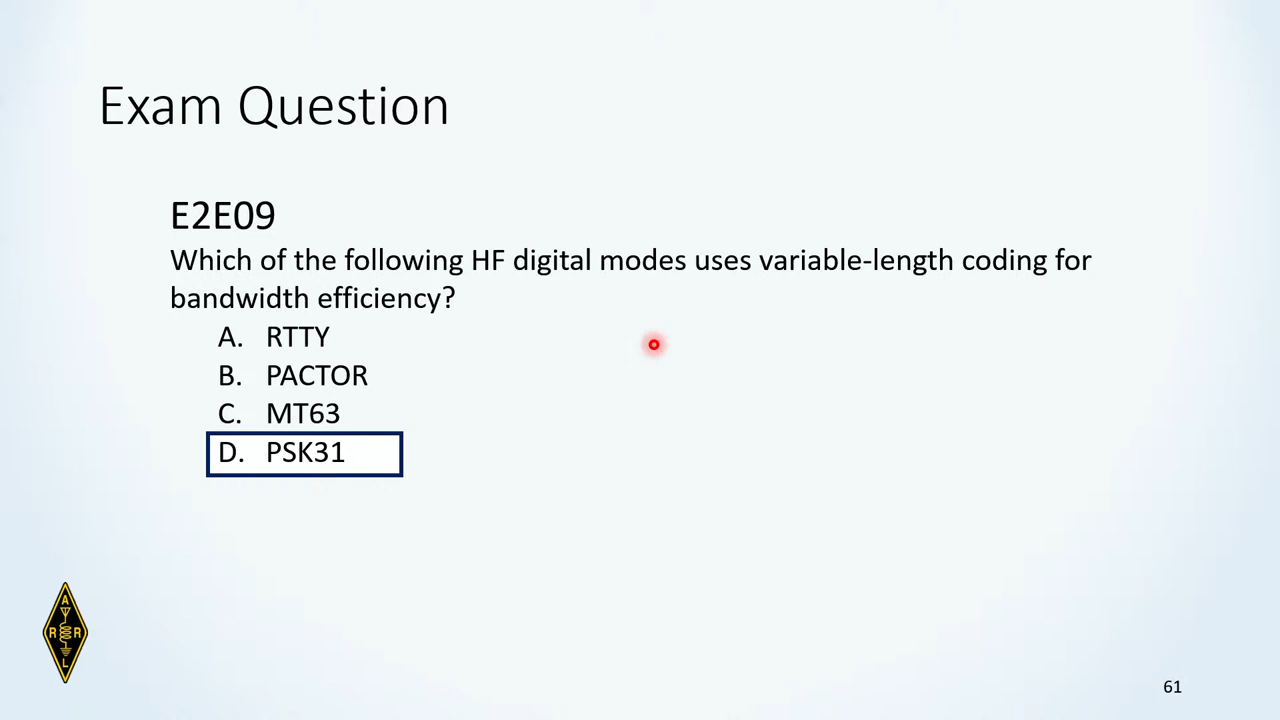 Exam Question
E2E09
Which of the following HF digital modes uses variable-length coding for
bandwidth efficiency?
A. RTTY
B. PACTOR
C. MT63
D. PSK31
A
R R
L
61